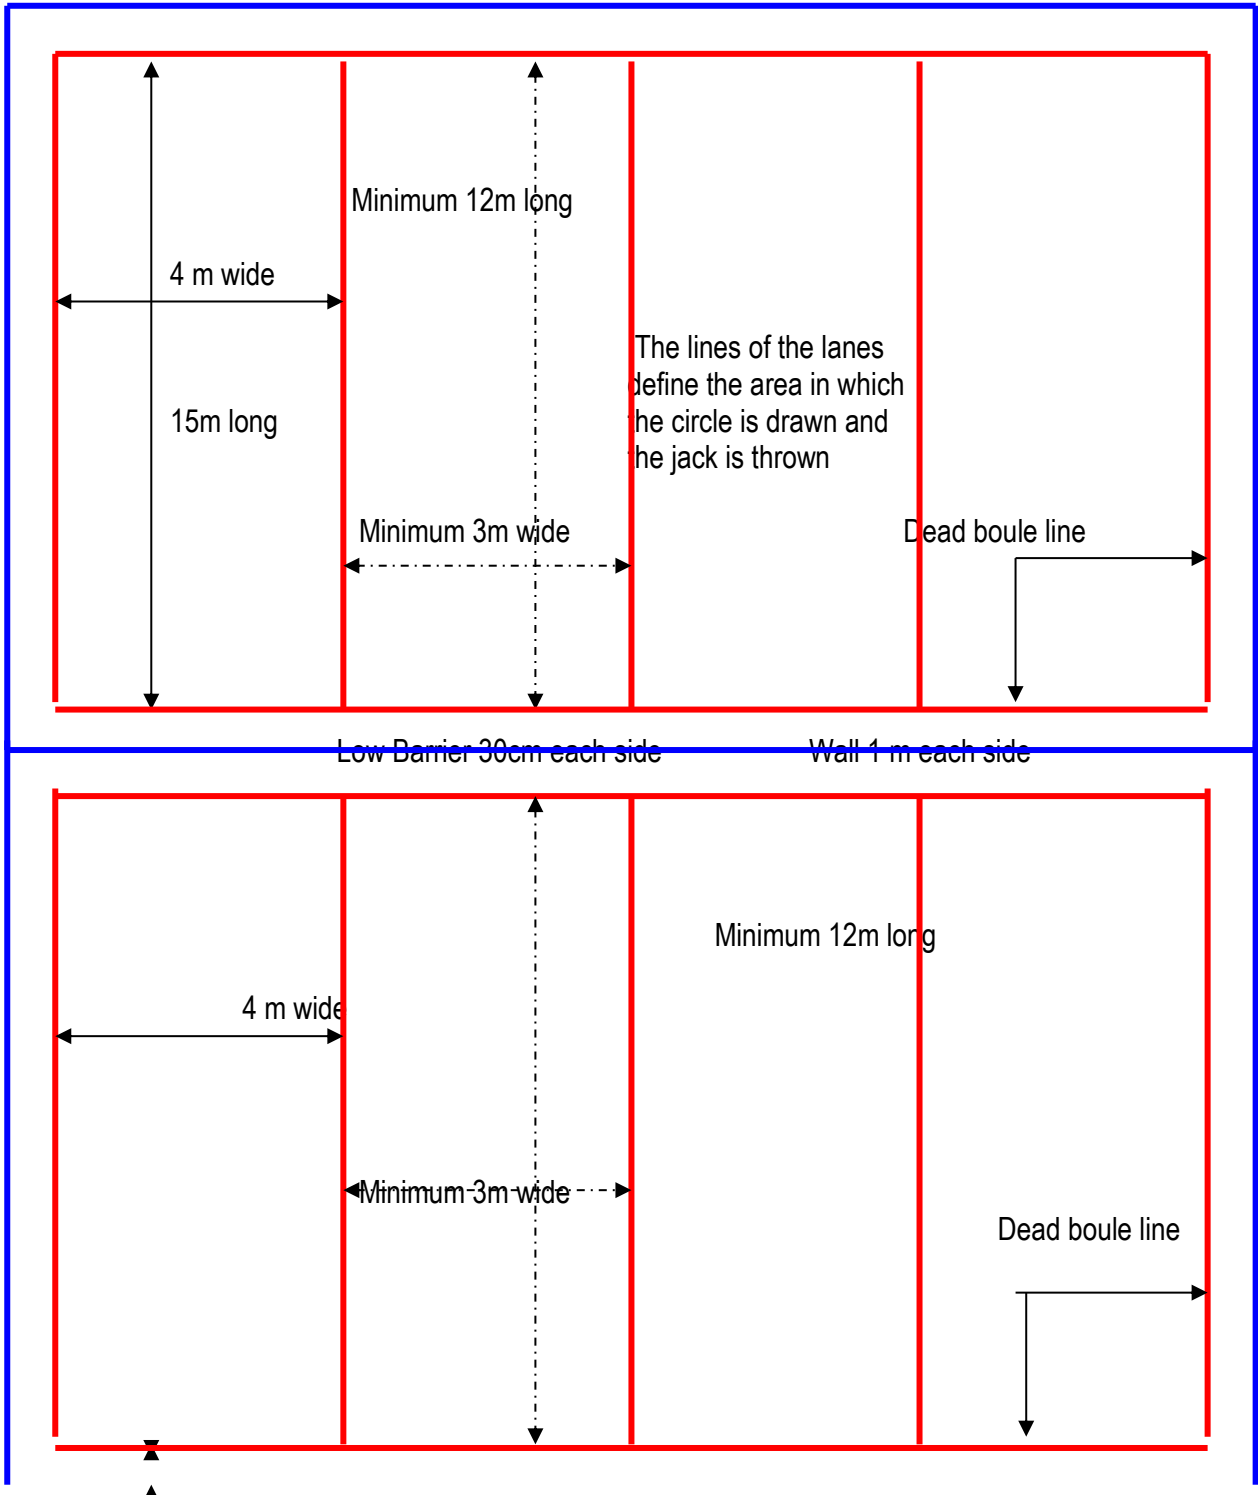 Minimum 12m long
4 m wide
The lines of the lanes
define the area in which
the circle is drawn and
the jack is thrown
15m long
Minimum 3m wide
Dead boule line
Low Barrier 30cm each side
Wall 1 m each side
Minimum 12m long
4 m wide
Minimum 3m wide
Dead boule line